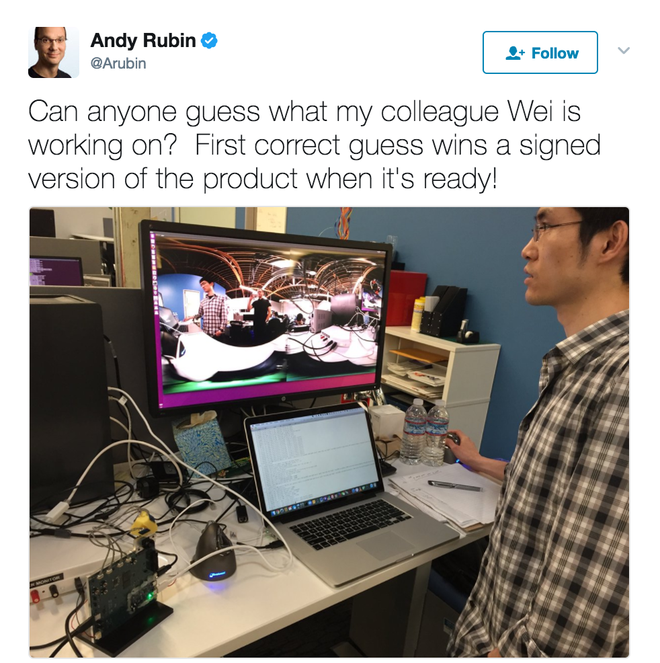 Andy Rubin
@Arubin
Follow
Can anyone guess what my colleague Wei is
working on?  First correct guess wins a signed
version of the product when it's ready!